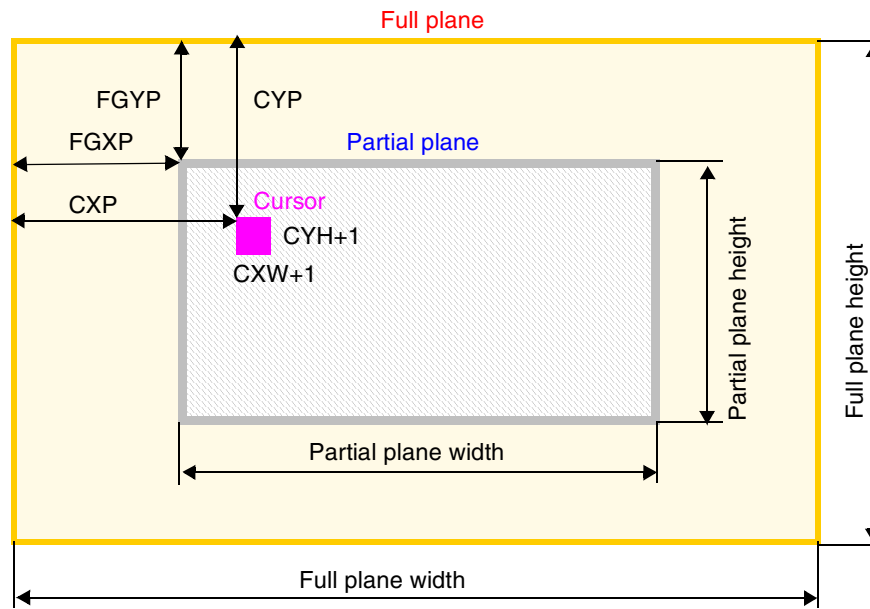 Full plane
FGYP
CYP
FGXP
Partial plane
CXP
Cursor
CYH+1
CXW+1
Partial plane height
Full plane height
Partial plane width
Full plane width